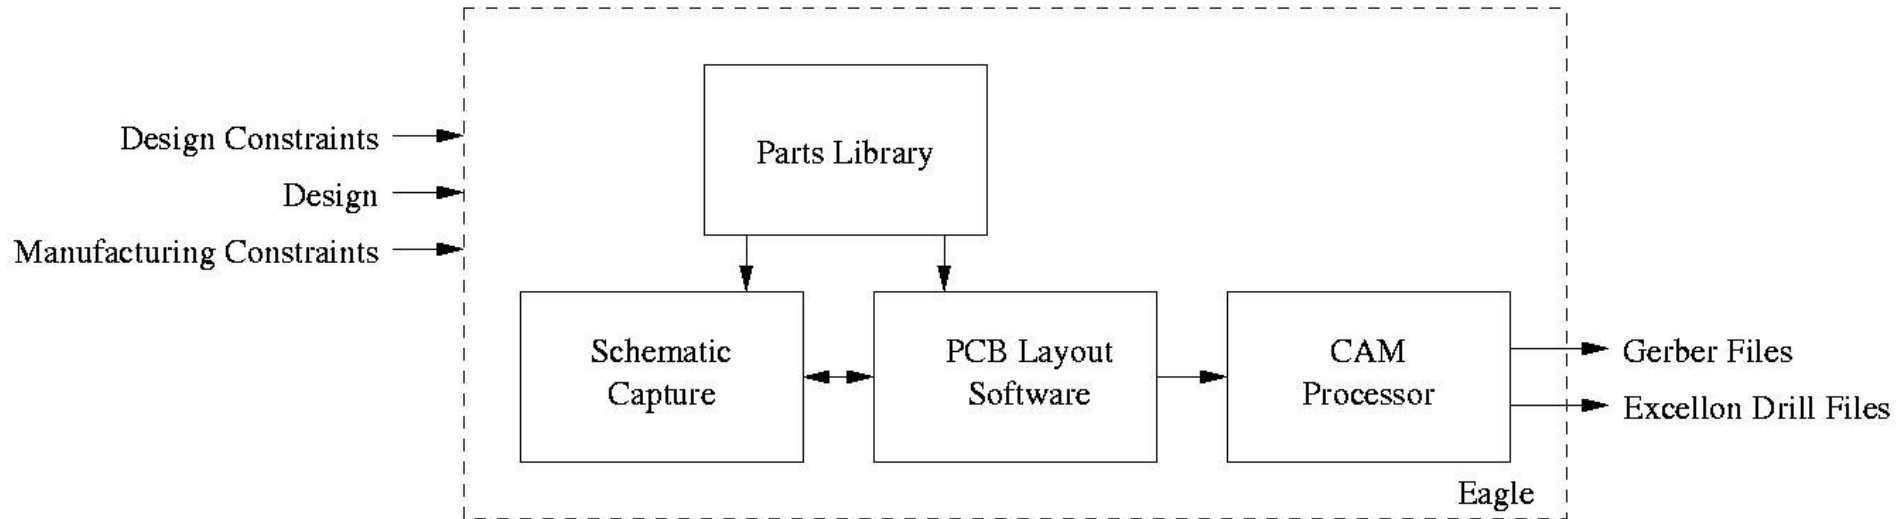 Parts Library
Design Constraints
Design
Manufacturing Constraints
Schematic
Capture
PCB Layout
Software
CAM
Processor
Gerber Files
Excellon Drill Files
Eagle